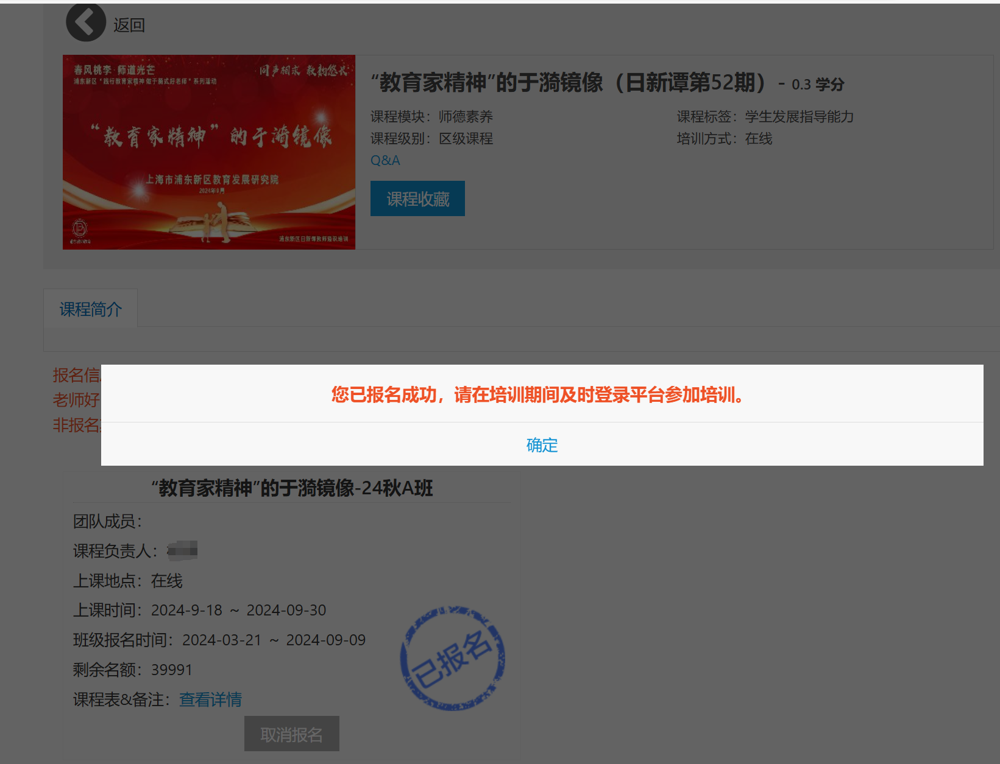 返回
春风桃李·师道光芒
浦东新区“践行教育家精神 做于漪式好老师”系列活动
同声相求 教韵悠长
“教育家精神”的于漪镜像
上海市浦东新区教育发展研究院
2024年9月
浦东新区日新谭教师通识培训
“教育家精神”的于漪镜像（日新谭第52期） - 0.3 学分
课程模块：师德素养
课程标签：学生发展指导能力
课程级别：区级课程
培训方式：在线
Q&A
课程收藏
课程简介
报名信
老师好
非报名
您已报名成功，请在培训期间及时登录平台参加培训。
确定
“教育家精神”的于漪镜像-24秋A班
团队成员：
课程负责人：
上课地点：在线
上课时间：2024-9-18 ~ 2024-09-30
班级报名时间：2024-03-21 ~ 2024-09-09
剩余名额：39991
课程表&备注：查看详情
已报名
取消报名